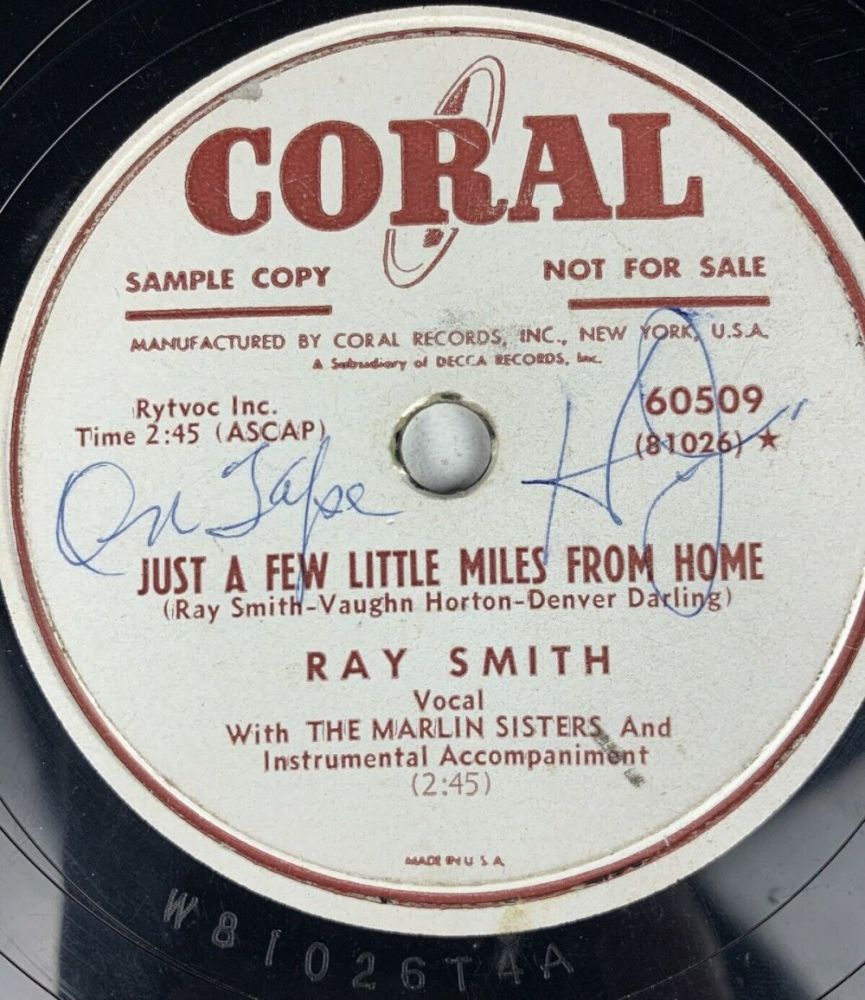 CORAL
SAMPLE COPY NOT FOR SALE
MANUFACTURED BY CORAL RECORDS, INC., NEW YORK, U.S.A.
A Subsidiary of DECCA RECORDS, Inc.
Rytvoc Inc. 60509
Time 2:45 (ASCAP) (81026) ★
On Tape
JUST A FEW LITTLE MILES FROM HOME
(Ray Smith-Vaughn Horton-Denver Darling)
RAY SMITH
Vocal
With THE MARLIN SISTERS And
Instrumental Accompaniment
(2:45)
MADE IN U S A
W81026T4A